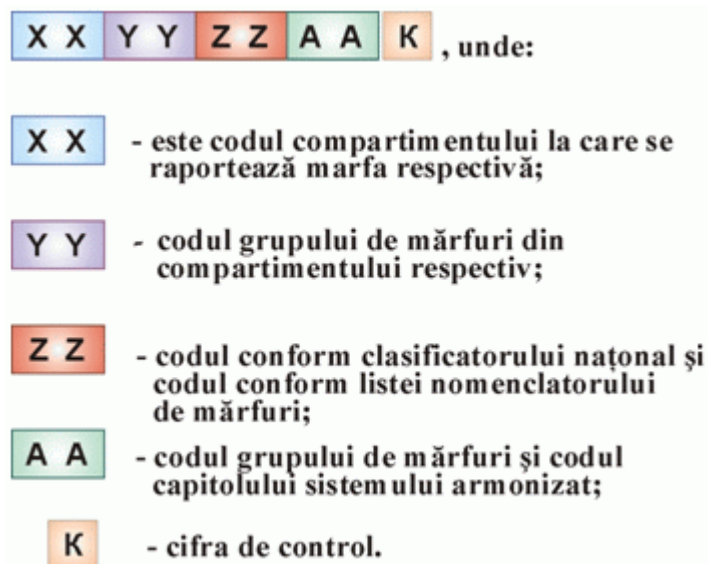 X X Y Y Z Z A A K , unde:
X X - este codul compartimentului la care se
raportează marfa respectivă;
Y Y - codul grupului de mărfuri din
compartimentului respectiv;
Z Z - codul conform clasificatorului naţonal şi
codul conform listei nomenclatorului
de mărfuri;
A A - codul grupului de mărfuri şi codul
capitolului sistemului armonizat;
K - cifra de control.